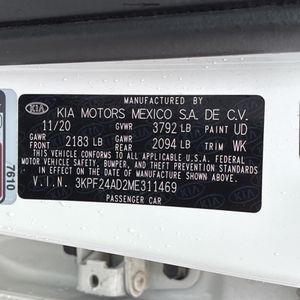 MANUFACTURED BY
KIA KIA MOTORS MEXICO S.A. DE C.V.
11/20 GVWR 3792 LB PAINT UD
GAWR FRONT 2183 LB GAWR REAR 2094 LB TRIM WK
THIS VEHICLE CONFORMS TO ALL APPLICABLE U.S. FEDERAL
MOTOR VEHICLE SAFETY, BUMPER, AND THEFT PREVENTION STANDARDS
IN EFFECT ON THE DATE OF MANUFACTURE SHOWN ABOVE.
V.I.N. 3KPF24AD2ME311469
PASSENGER CAR
7610